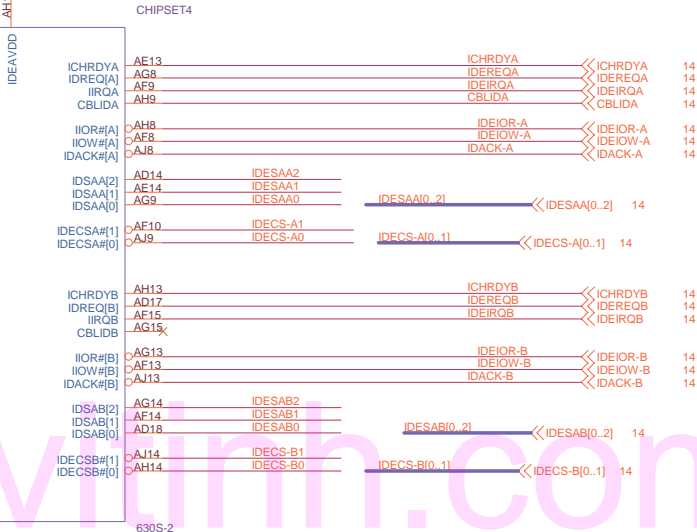 CHIPSET4
AH1
IDEAVDD
ICHRDYA AE13 ICHRDYA ICHRDYA 14
IDREQ[A] AG8 IDEREQA IDEREQA 14
IIRQA AF9 IDEIRQA IDEIRQA 14
CBLIDA AH9 CBLIDA CBLIDA 14
IIOR#[A] AH8 IDEIOR-A IDEIOR-A 14
IIOW#[A] AF8 IDEIOW-A IDEIOW-A 14
IDACK#[A] AJ8 IDACK-A IDACK-A 14
IDSAA[2] AD14 IDESAA2
IDSAA[1] AE14 IDESAA1
IDSAA[0] AG9 IDESAA0 IDESAA[0..2] IDESAA[0..2] 14
IDECSA#[1] AF10 IDECS-A1
IDECSA#[0] AJ9 IDECS-A0 IDECS-A[0..1] IDECS-A[0..1] 14
ICHRDYB AH13 ICHRDYB ICHRDYB 14
IDREQ[B] AD17 IDEREQB IDEREQB 14
IIRQB AF15 IDEIRQB IDEIRQB 14
CBLIDB AG15
IIOR#[B] AG13 IDEIOR-B IDEIOR-B 14
IIOW#[B] AF13 IDEIOW-B IDEIOW-B 14
IDACK#[B] AJ13 IDACK-B IDACK-B 14
IDSAB[2] AG14 IDESAB2
IDSAB[1] AF14 IDESAB1
IDSAB[0] AD18 IDESAB0 IDESAB[0..2] IDESAB[0..2] 14
IDECSB#[1] AJ14 IDECS-B1
IDECSB#[0] AH14 IDECS-B0 IDECS-B[0..1] IDECS-B[0..1] 14
vitinh.com
630S-2